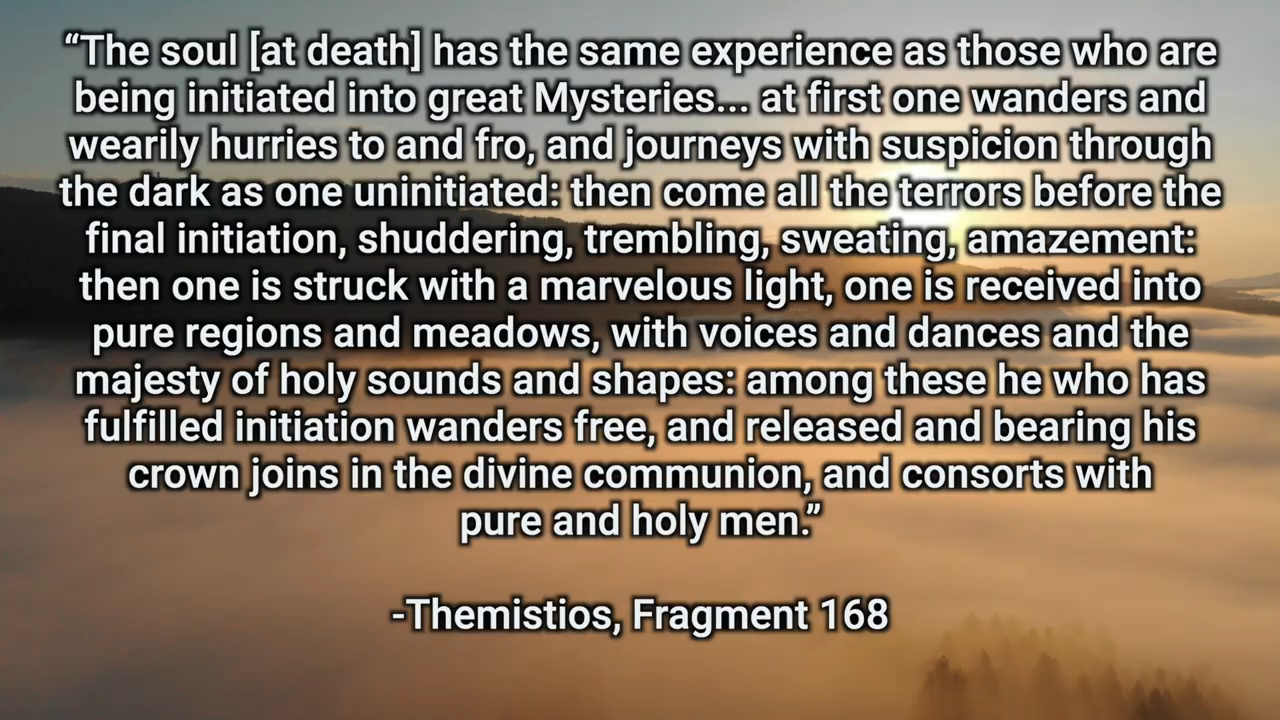 “The soul [at death] has the same experience as those who are
being initiated into great Mysteries... at first one wanders and
wearily hurries to and fro, and journeys with suspicion through
the dark as one uninitiated: then come all the terrors before the
final initiation, shuddering, trembling, sweating, amazement:
then one is struck with a marvelous light, one is received into
pure regions and meadows, with voices and dances and the
majesty of holy sounds and shapes: among these he who has
fulfilled initiation wanders free, and released and bearing his
crown joins in the divine communion, and consorts with
pure and holy men.”
-Themistios, Fragment 168